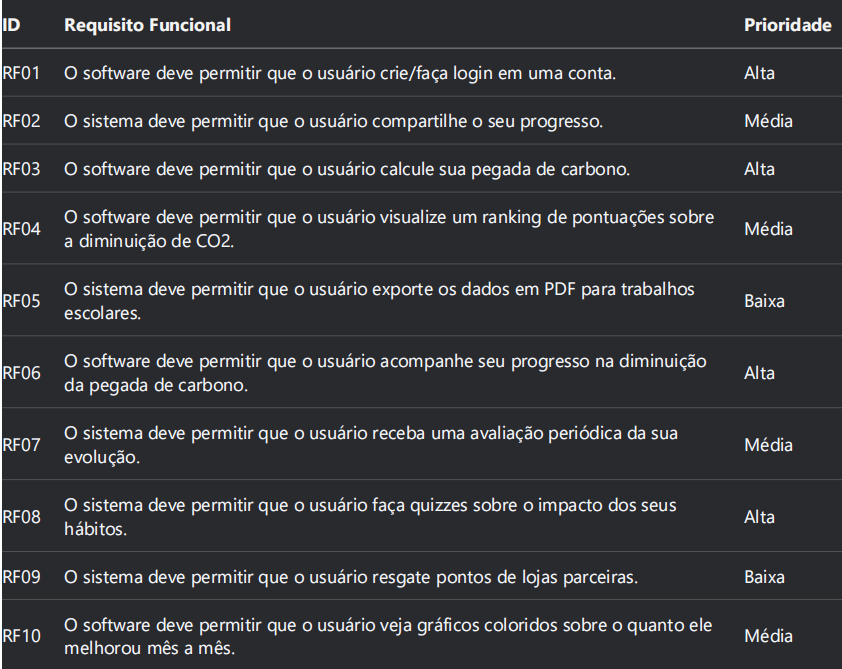 ID Requisito Funcional Prioridade
RF01 O software deve permitir que o usuário crie/faça login em uma conta. Alta
RF02 O sistema deve permitir que o usuário compartilhe o seu progresso. Média
RF03 O software deve permitir que o usuário calcule sua pegada de carbono. Alta
RF04 O software deve permitir que o usuário visualize um ranking de pontuações sobre
a diminuição de CO2. Média
RF05 O sistema deve permitir que o usuário exporte os dados em PDF para trabalhos
escolares. Baixa
RF06 O software deve permitir que o usuário acompanhe seu progresso na diminuição
da pegada de carbono. Alta
RF07 O sistema deve permitir que o usuário receba uma avaliação periódica da sua
evolução. Média
RF08 O sistema deve permitir que o usuário faça quizzes sobre o impacto dos seus
hábitos. Alta
RF09 O sistema deve permitir que o usuário resgate pontos de lojas parceiras. Baixa
RF10 O software deve permitir que o usuário veja gráficos coloridos sobre o quanto ele
melhorou mês a mês. Média